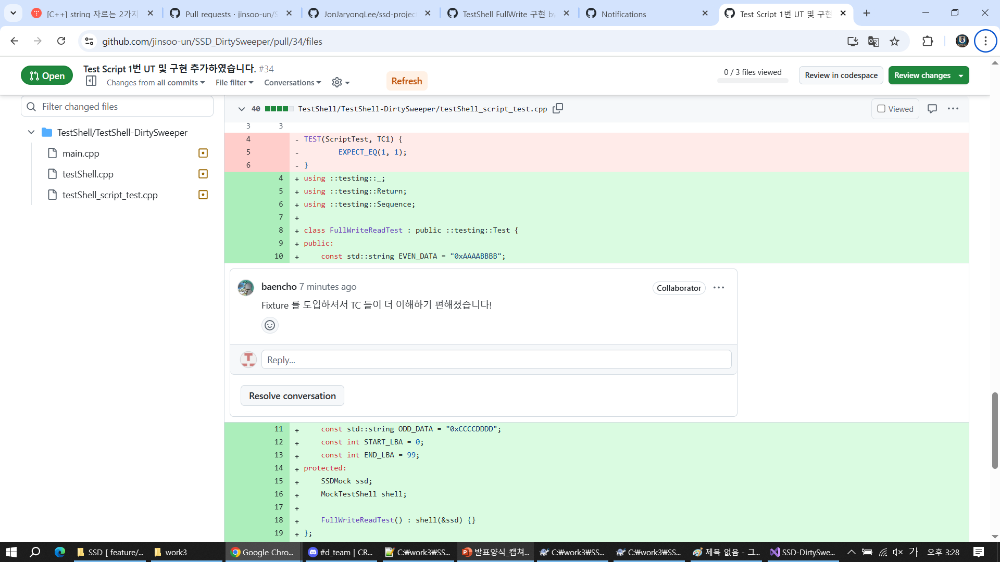 [C++] string 자르는 2가지
Pull requests · jinsoo-un/S
JonJaryongLee/ssd-project
TestShell FullWrite 구현 by
Notifications
Test Script 1번 UT 및 구현
github.com/jinsoo-un/SSD_DirtySweeper/pull/34/files
Open
Test Script 1번 UT 및 구현 추가하였습니다. #34
Changes from all commits
File filter
Conversations
Refresh
0 / 3 files viewed
Review in codespace
Review changes
Filter changed files
TestShell/TestShell-DirtySweeper
main.cpp
testShell.cpp
testShell_script_test.cpp
40 TestShell/TestShell-DirtySweeper/testShell_script_test.cpp
Viewed
3 3
4 - TEST(ScriptTest, TC1) {
5 - EXPECT_EQ(1, 1);
6 - }
4 + using ::testing::_;
5 + using ::testing::Return;
6 + using ::testing::Sequence;
7 +
8 + class FullWriteReadTest : public ::testing::Test {
9 + public:
10 + const std::string EVEN_DATA = "0xAAAABBBB";
baencho 7 minutes ago
Collaborator
Fixture 를 도입하셔서 TC 들이 더 이해하기 편해졌습니다!
Reply...
Resolve conversation
11 + const std::string ODD_DATA = "0xCCCCDDDD";
12 + const int START_LBA = 0;
13 + const int END_LBA = 99;
14 + protected:
15 + SSDMock ssd;
16 + MockTestShell shell;
17 +
18 + FullWriteReadTest() : shell(&ssd) {}
19 + };
SSD [ feature/...
work3
Google Chro...
#d_team | CR...
C:₩work3₩SS...
발표양식_캡쳐...
C:₩work3₩SS...
C:₩work3₩SS...
제목 없음 - 그...
SSD-DirtySwe...
가
오후 3:28